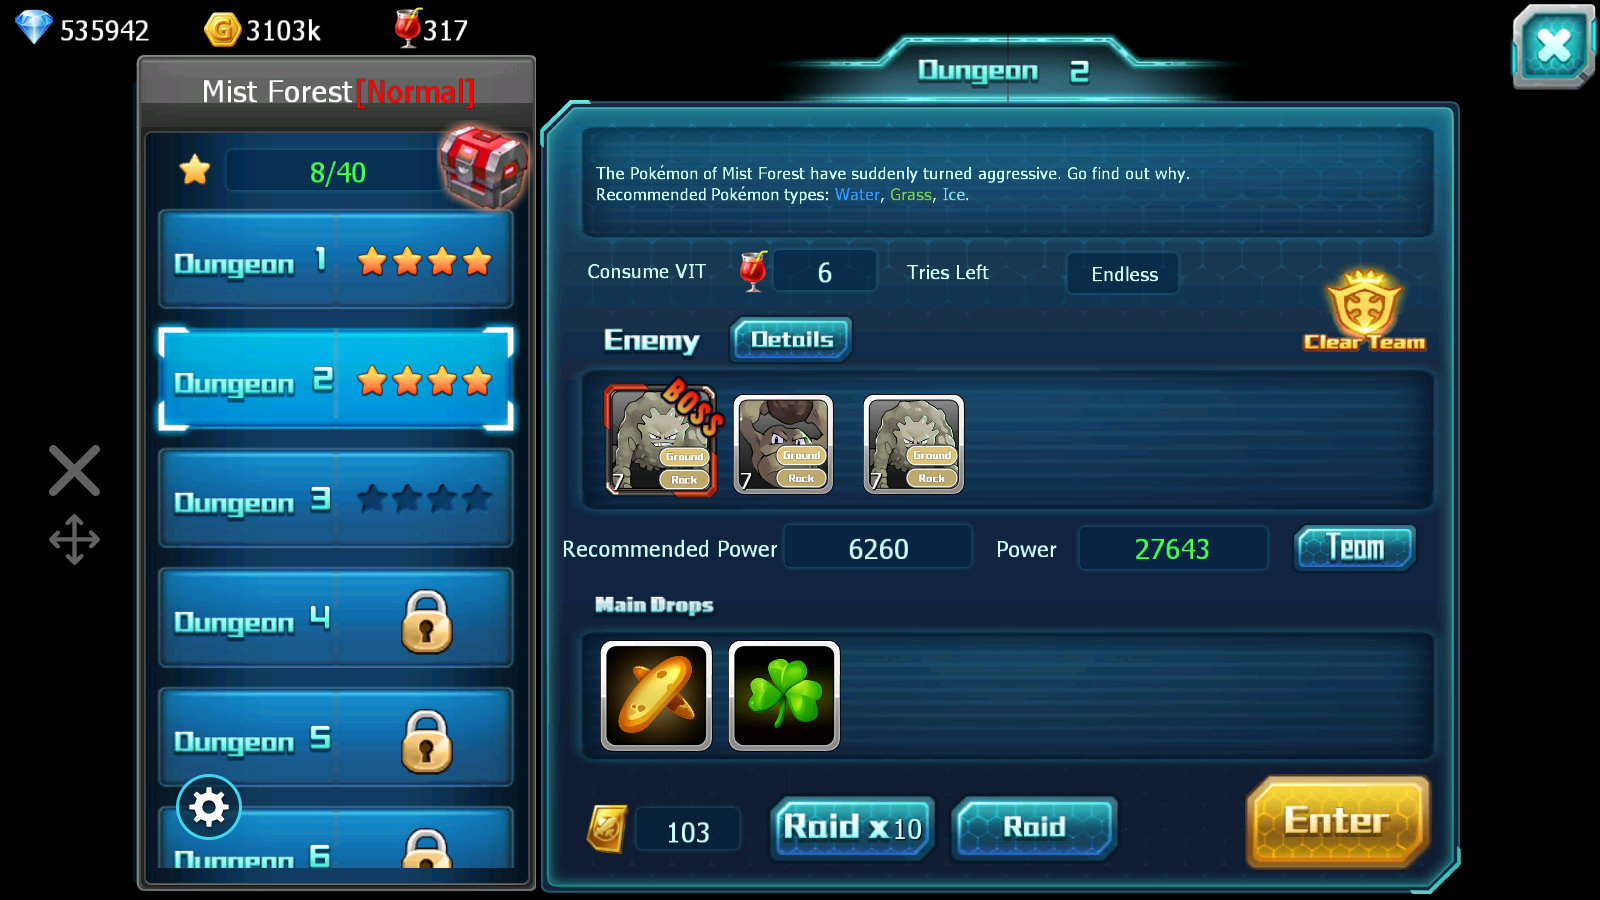 535942
3103k
317
Mist Forest[Normal]
8/40
Dungeon 1
Dungeon 2
Dungeon 3
Dungeon 4
Dungeon 5
Dungeon 6
Dungeon 2
The Pokémon of Mist Forest have suddenly turned aggressive. Go find out why.
Recommended Pokémon types: Water, Grass, Ice.
Consume VIT 6 Tries Left Endless
Clear Team
Enemy Details
BOSS
Ground
Rock
7
Ground
Rock
7
Ground
Rock
7
Recommended Power 6260 Power 27643 Team
Main Drops
103 Raid x10 Raid Enter